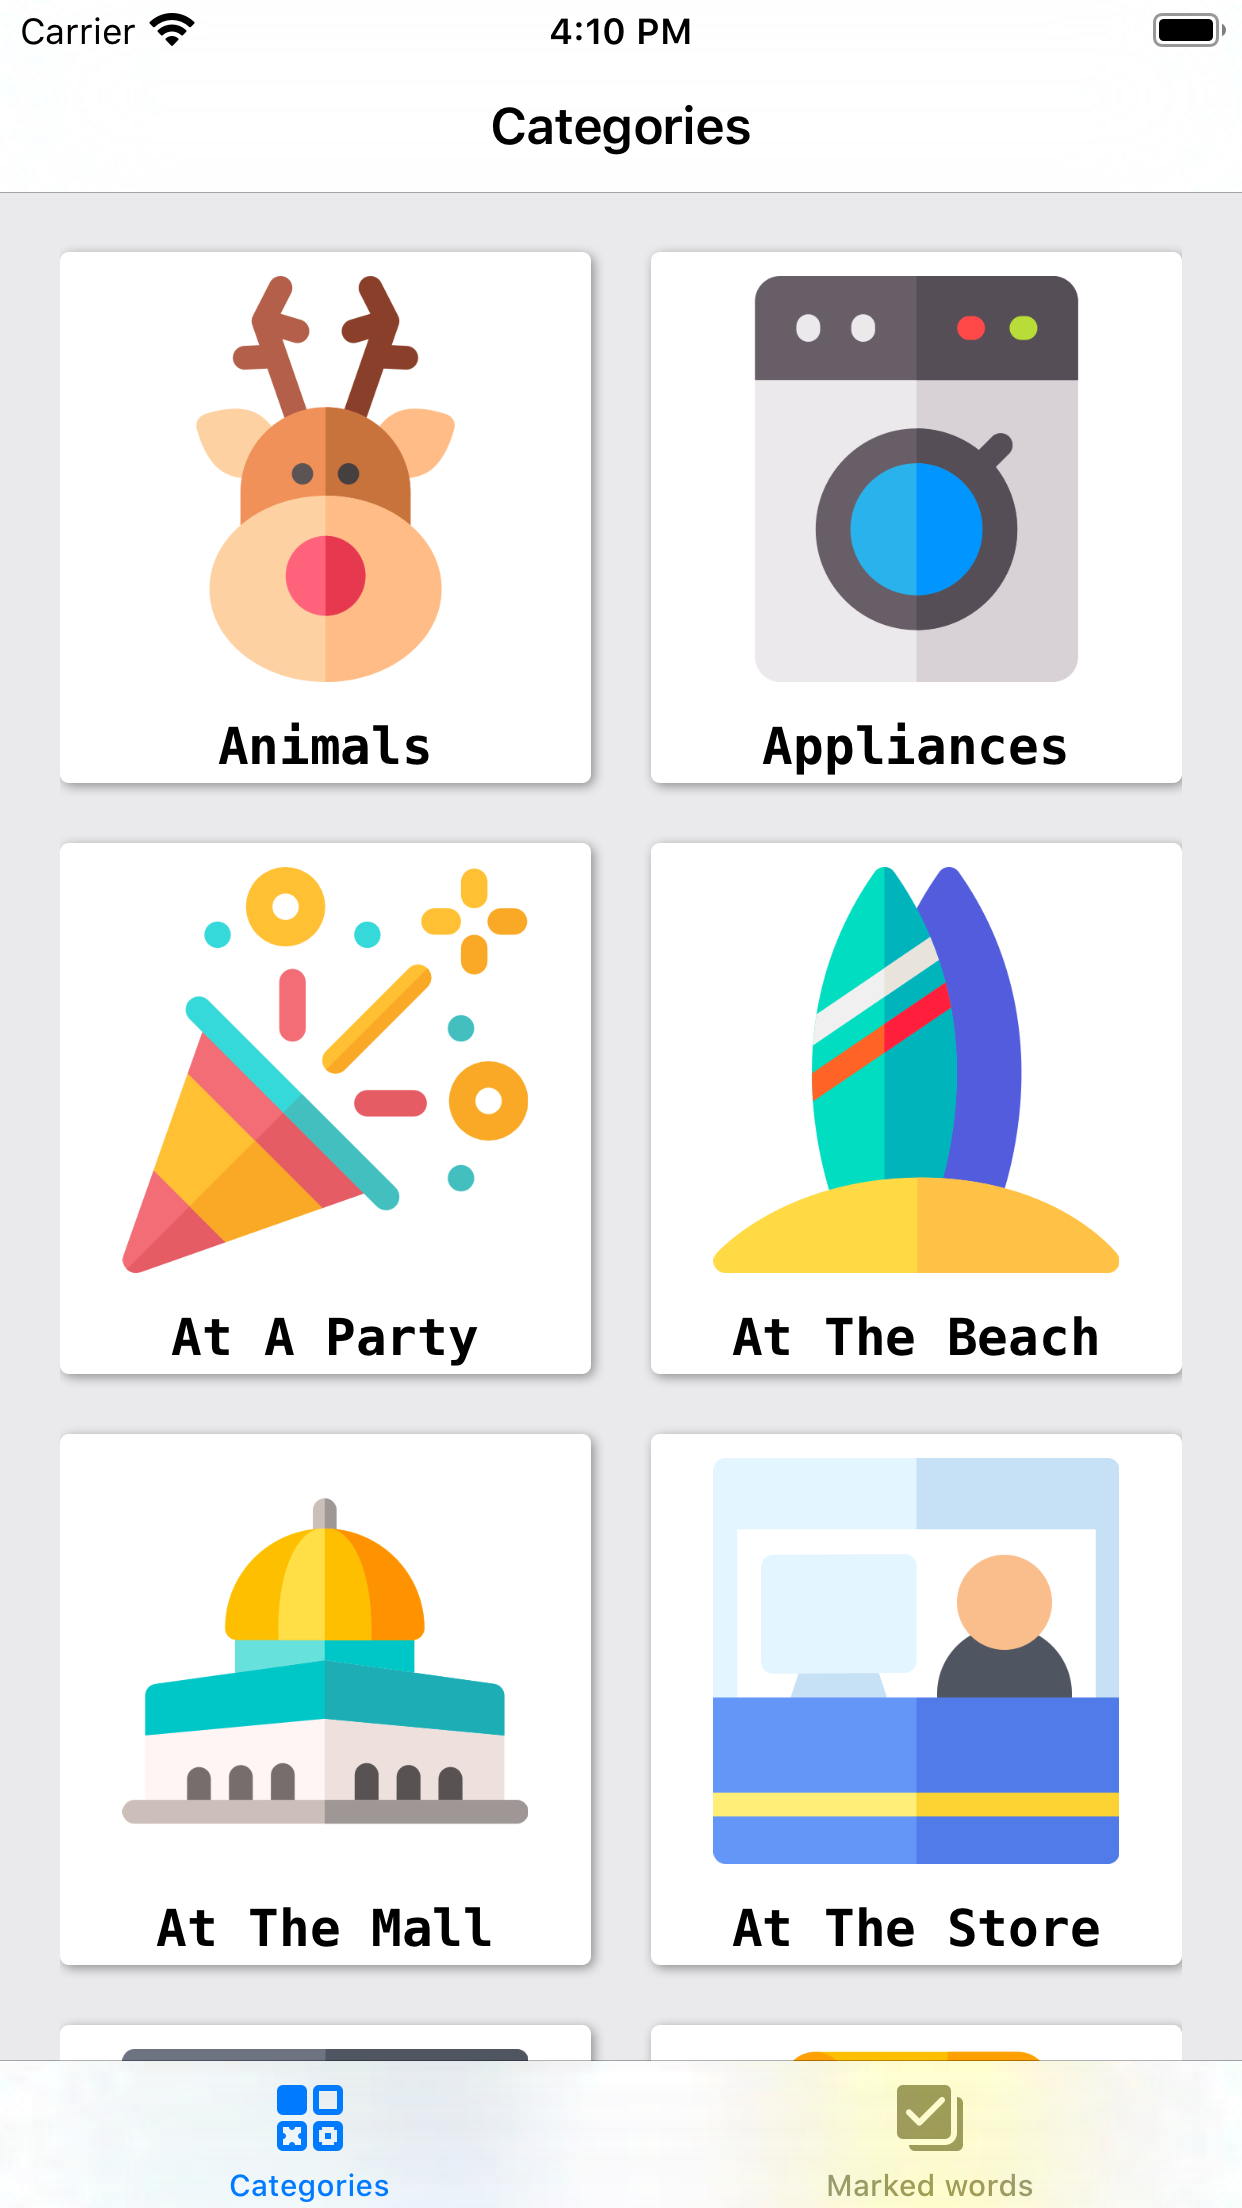 Carrier 4:10 PM
Categories
Animals
Appliances
At A Party
At The Beach
At The Mall
At The Store
Categories
Marked words